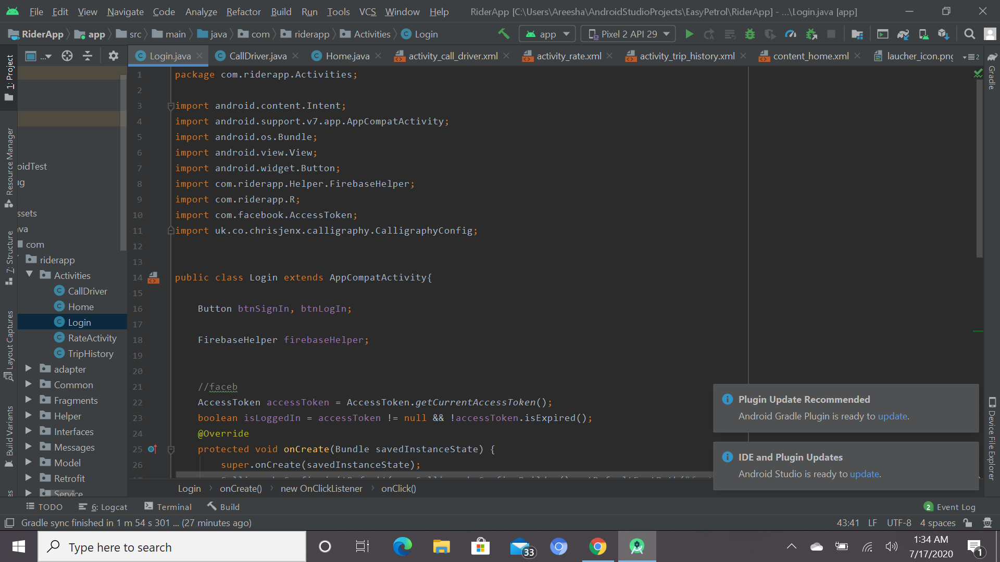 File Edit View Navigate Code Analyze Refactor Build Run Tools VCS Window Help RiderApp [C:\Users\Areesha\AndroidStudioProjects\EasyPetrol\RiderApp] - ...\Login.java [app]
RiderApp app src main java com riderapp Activities Login app Pixel 2 API 29
... Login.java CallDriver.java Home.java activity_call_driver.xml activity_rate.xml activity_trip_history.xml content_home.xml laucher_icon.png 2
1: Project
Resource Manager
7: Structure
Layout Captures
Build Variants
oidTest
ug
ssets
va
com
riderapp
Activities
CallDriver
Home
Login
RateActivity
TripHistory
adapter
Common
Fragments
Helper
Interfaces
Messages
Model
Retrofit
Service
1 package com.riderapp.Activities;
2
3 import android.content.Intent;
4 import android.support.v7.app.AppCompatActivity;
5 import android.os.Bundle;
6 import android.view.View;
7 import android.widget.Button;
8 import com.riderapp.Helper.FirebaseHelper;
9 import com.riderapp.R;
10 import com.facebook.AccessToken;
11 import uk.co.chrisjenx.calligraphy.CalligraphyConfig;
12
13
14 public class Login extends AppCompatActivity{
15
16 Button btnSignIn, btnLogIn;
17
18 FirebaseHelper firebaseHelper;
19
20
21 //faceb
22 AccessToken accessToken = AccessToken.getCurrentAccessToken();
23 boolean isLoggedIn = accessToken != null && !accessToken.isExpired();
24 @Override
25 protected void onCreate(Bundle savedInstanceState) {
26 super.onCreate(savedInstanceState);
Gradle
Device File Explorer
Plugin Update Recommended
Android Gradle Plugin is ready to update.
IDE and Plugin Updates
Android Studio is ready to update.
Login onCreate() new OnClickListener onClick()
TODO 6: Logcat Terminal Build 2 Event Log
Gradle sync finished in 1 m 54 s 301 ... (27 minutes ago) 43:41 LF UTF-8 4 spaces
Type here to search 33 1:34 AM
7/17/2020 1